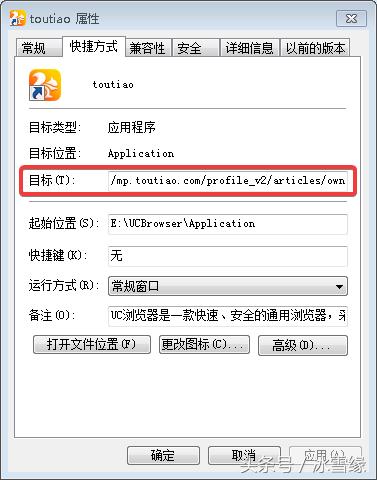 toutiao 属性
常规 快捷方式 兼容性 安全 详细信息 以前的版本
toutiao
目标类型: 应用程序
目标位置: Application
目标(T): /mp.toutiao.com/profile_v2/articles/own
起始位置(S): E:\UCBrowser\Application
快捷键(K): 无
运行方式(R): 常规窗口
备注(O): UC浏览器是一款快速、安全的通用浏览器，
打开文件位置(F) 更改图标(C)... 高级(D)...
确定 取消 应用(A)
头条号/冰雪缘